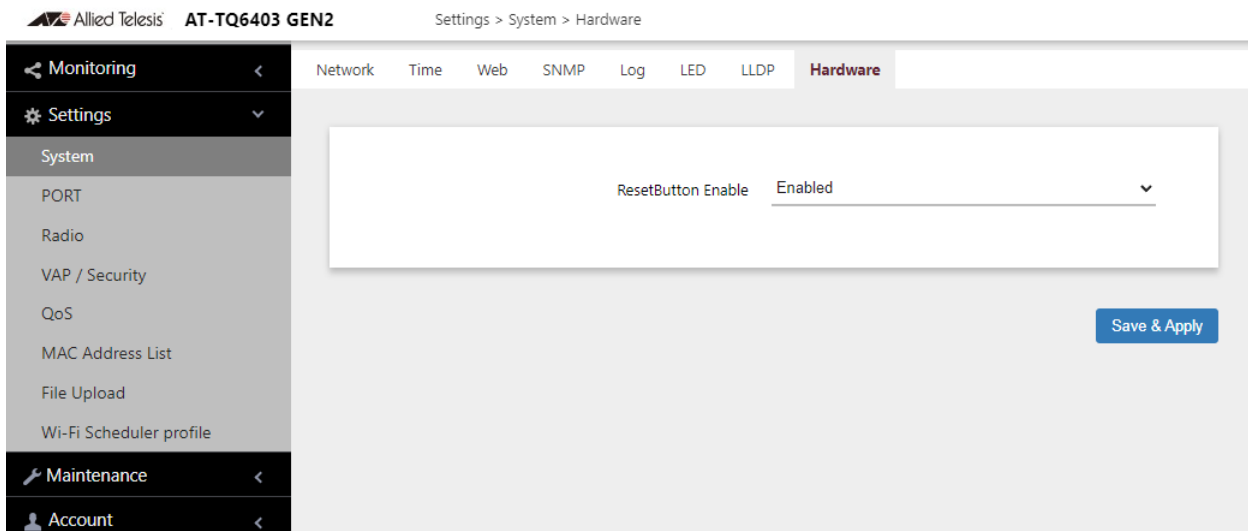 Allied Telesis AT-TQ6403 GEN2 Settings > System > Hardware
Monitoring
Network Time Web SNMP Log LED LLDP Hardware
Settings
System
PORT
ResetButton Enable Enabled
Radio
VAP / Security
QoS
Save & Apply
MAC Address List
File Upload
Wi-Fi Scheduler profile
Maintenance
Account